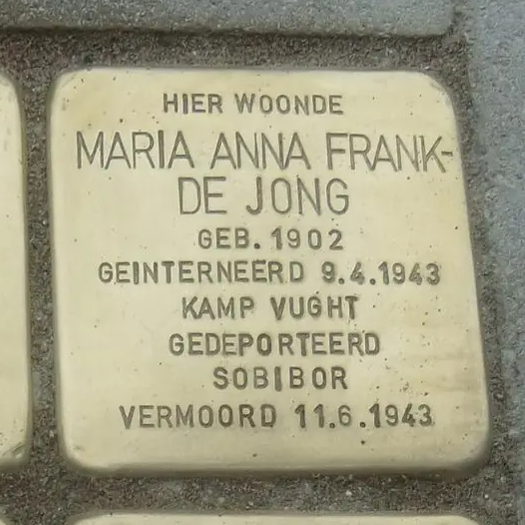 HIER WOONDE
MARIA ANNA FRANK-
DE JONG
GEB. 1902
GEINTERNEERD 9.4.1943
KAMP VUGHT
GEDEPORTEERD
SOBIBOR
VERMOORD 11.6.1943